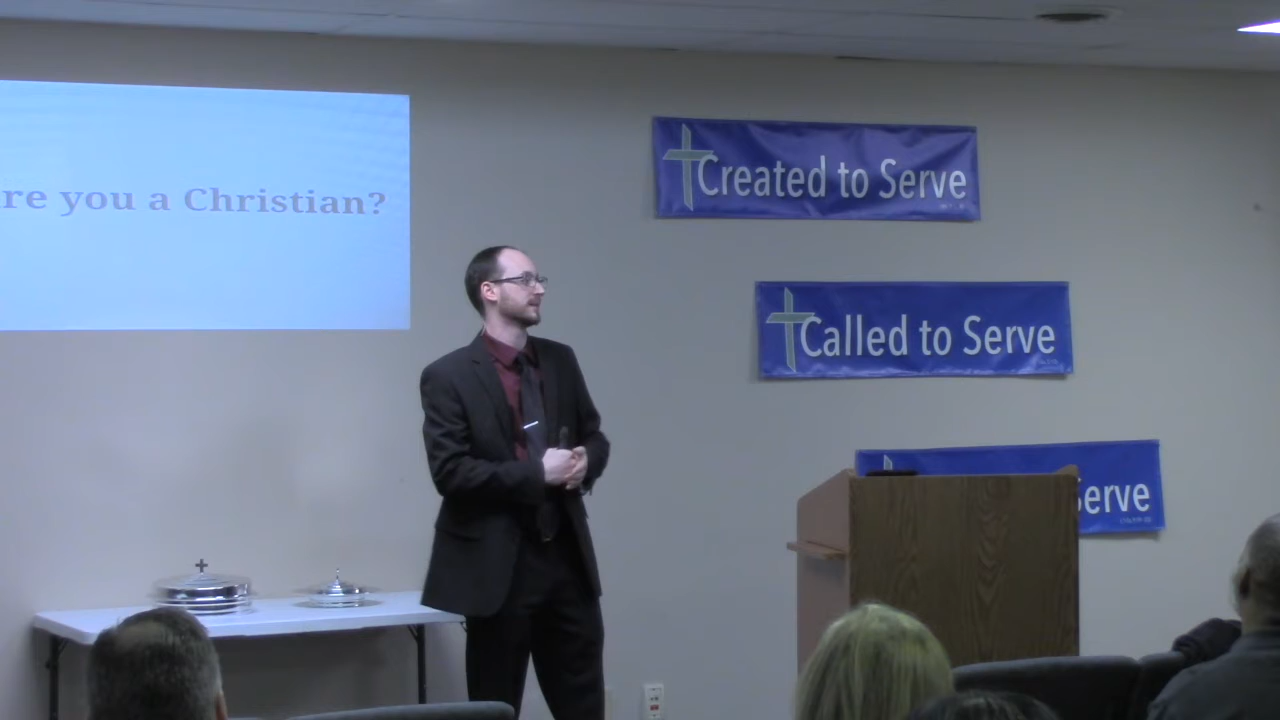 re you a Christian?
Created to Serve
Called to Serve
Serve